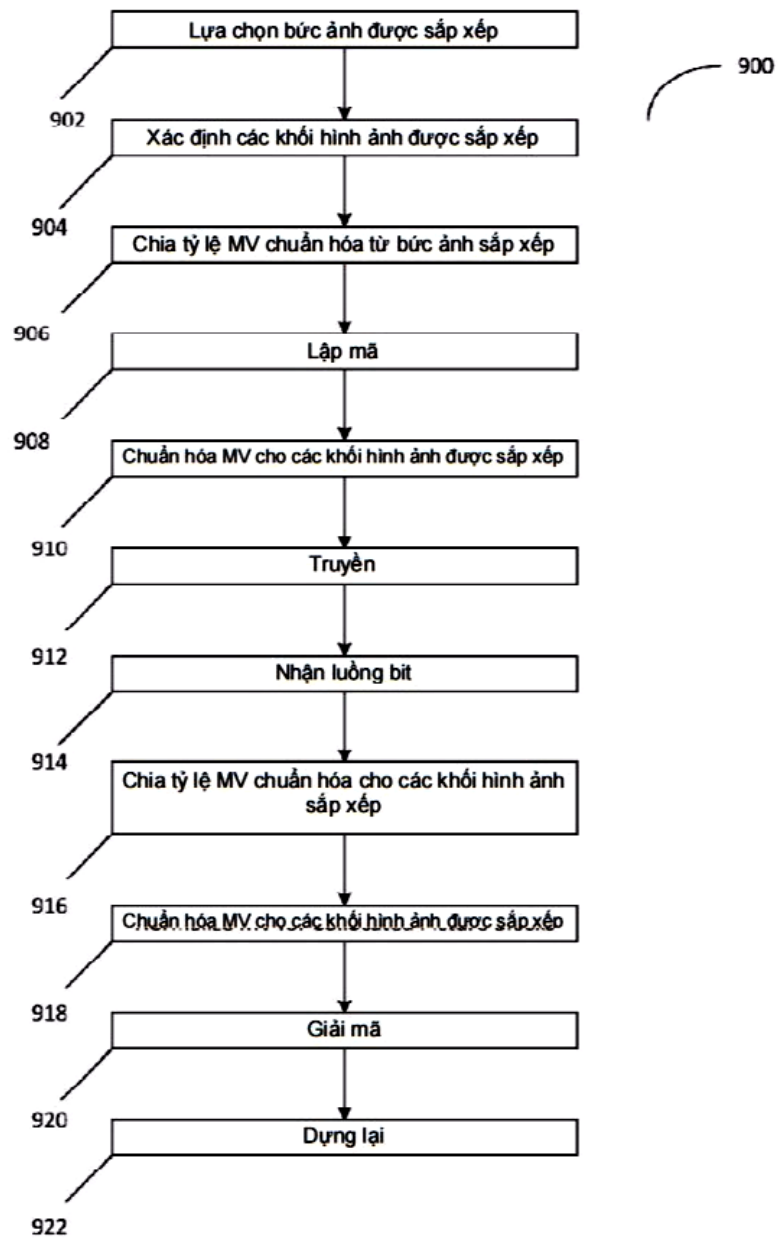 Lựa chọn bức ảnh được sắp xếp
900
902
Xác định các khối hình ảnh được sắp xếp
904
Chia tỷ lệ MV chuẩn hóa từ bức ảnh sắp xếp
906
Lập mã
908
Chuẩn hóa MV cho các khối hình ảnh được sắp xếp
910
Truyền
912
Nhận luồng bit
914
Chia tỷ lệ MV chuẩn hóa cho các khối hình ảnh
sắp xếp
916
Chuẩn hóa MV cho các khối hình ảnh được sắp xếp
918
Giải mã
920
Dựng lại
922